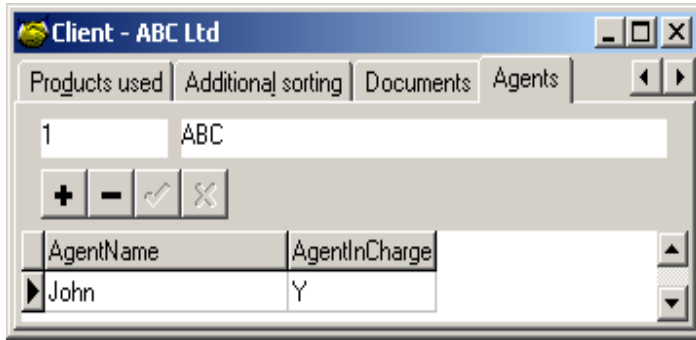 Client - ABC Ltd
Products used Additional sorting Documents Agents
1 ABC
AgentName AgentInCharge
John Y